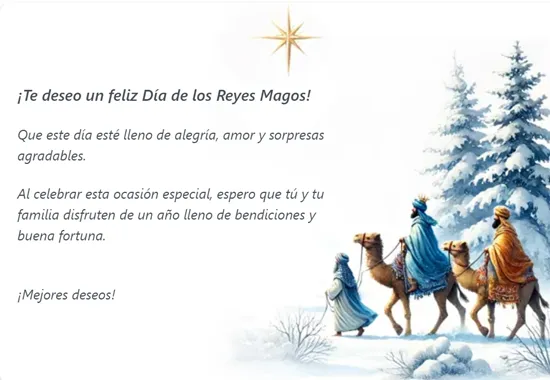 ¡Te deseo un feliz Día de los Reyes Magos!
Que este día esté lleno de alegría, amor y sorpresas
agradables.
Al celebrar esta ocasión especial, espero que tú y tu
familia disfruten de un año lleno de bendiciones y
buena fortuna.
¡Mejores deseos!